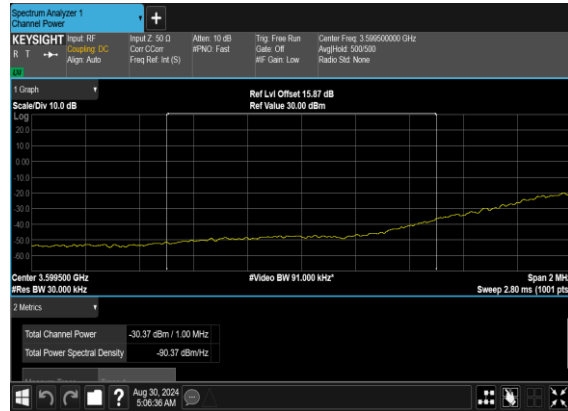 Spectrum Analyzer 1
Channel Power
KEYSIGHT Input: RF Input Z: 50 Ω Atten: 10 dB Trig: Free Run Center Freq: 3.599500000 GHz
R T Coupling: DC Corr CCorr #PNO: Fast Gate: Off Avg|Hold: 500/500
Align: Auto Freq Ref: Int (S) #IF Gain: Low Radio Std: None
1 Graph
Ref Lvl Offset 15.87 dB
Scale/Div 10.0 dB Ref Value 30.00 dBm
Log
20.0
10.0
0.00
-10.0
-20.0
-30.0
-40.0
-50.0
-60.0
Center 3.599500 GHz #Video BW 91.000 kHz* Span 2 MHz
#Res BW 30.000 kHz Sweep 2.80 ms (1001 pts
2 Metrics
Total Channel Power -30.37 dBm / 1.00 MHz
Total Power Spectral Density -90.37 dBm/Hz
Aug 30, 2024
5:06:36 AM